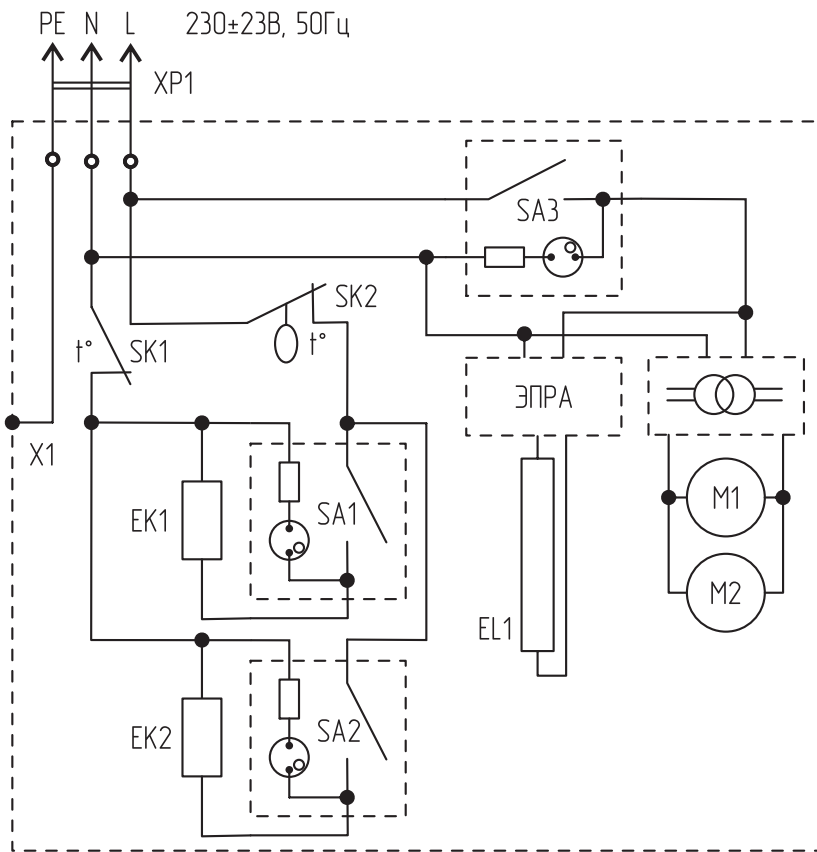 PE N L 230±23В, 50Гц
XP1
SA3
SK2
t°
t° SK1
ЭПРА
X1
M1
EK1 SA1
M2
EL1
EK2 SA2